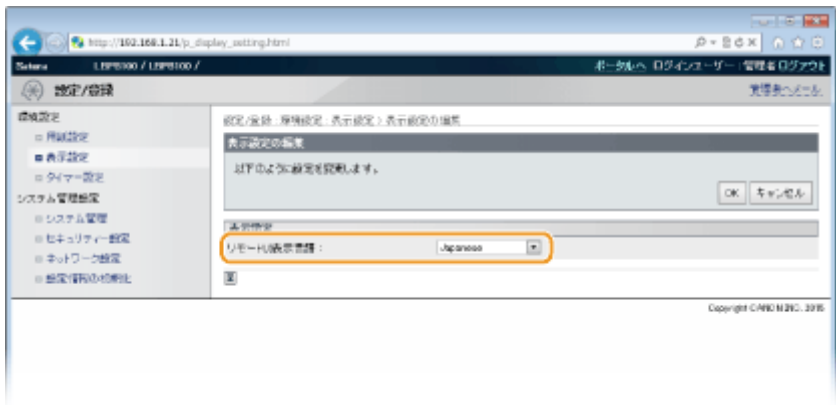 http://192.168.1.21/p_display_setting.html
Satera LBP8100 / LBP8100 /
ポータルへ ログインユーザー：管理者 ログアウト
設定/登録
管理者へメール
環境設定
用紙設定
表示設定
タイマー設定
システム管理設定
システム管理
セキュリティー設定
ネットワーク設定
設定情報の初期化
設定/登録：環境設定：表示設定 > 表示設定の編集
表示設定の編集
以下のように設定を変更します。
OK キャンセル
表示設定
リモートUI表示言語： Japanese
Copyright CANON INC. 2015